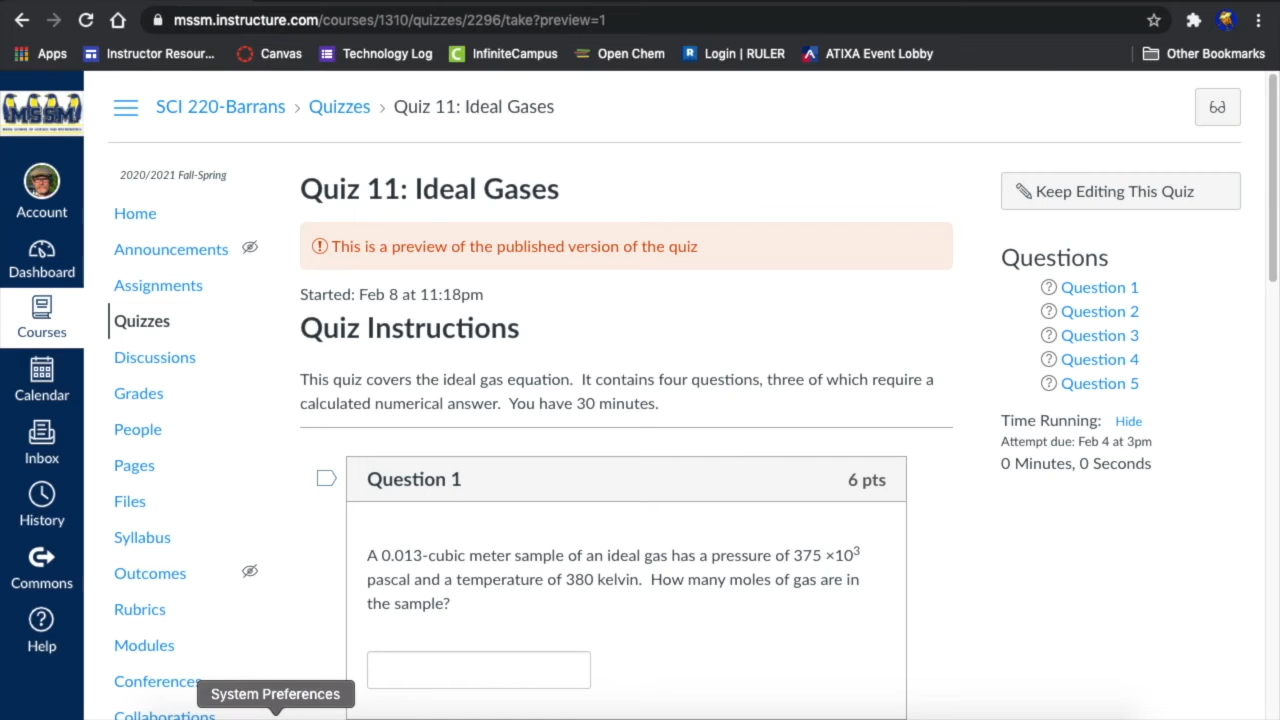 mssm.instructure.com/courses/1310/quizzes/2296/take?preview=1
Apps Instructor Resour... Canvas Technology Log InfiniteCampus Open Chem Login | RULER ATIXA Event Lobby Other Bookmarks
MSSM
Account
Dashboard
Courses
Calendar
Inbox
History
Commons
Help
SCI 220-Barrans › Quizzes › Quiz 11: Ideal Gases
2020/2021 Fall-Spring
Home
Announcements
Assignments
Quizzes
Discussions
Grades
People
Pages
Files
Syllabus
Outcomes
Rubrics
Modules
Conferences
Collaborations
System Preferences
Quiz 11: Ideal Gases
This is a preview of the published version of the quiz
Started: Feb 8 at 11:18pm
Quiz Instructions
This quiz covers the ideal gas equation. It contains four questions, three of which require a
calculated numerical answer. You have 30 minutes.
Question 1 6 pts
A 0.013-cubic meter sample of an ideal gas has a pressure of 375 ×10³
pascal and a temperature of 380 kelvin. How many moles of gas are in
the sample?
Keep Editing This Quiz
Questions
Question 1
Question 2
Question 3
Question 4
Question 5
Time Running: Hide
Attempt due: Feb 4 at 3pm
0 Minutes, 0 Seconds